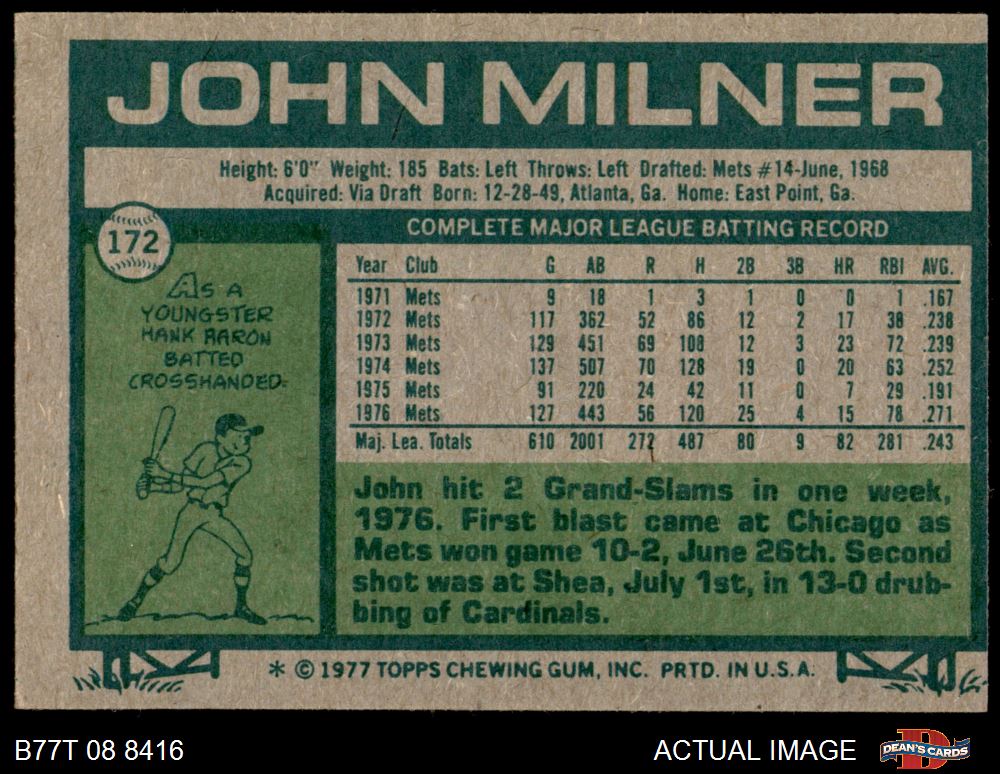 JOHN MILNER
Height: 6'0" Weight: 185 Bats: Left Throws: Left Drafted: Mets #14-June, 1968
Acquired: Via Draft Born: 12-28-49, Atlanta, Ga. Home: East Point, Ga.
172
COMPLETE MAJOR LEAGUE BATTING RECORD
AS A
YOUNGSTER
HANK AARON
BATTED
CROSSHANDED.
Year Club G AB R H 2B 3B HR RBI AVG.
1971 Mets 9 18 1 3 1 0 0 1 .167
1972 Mets 117 362 52 86 12 2 17 38 .238
1973 Mets 129 451 69 108 12 3 23 72 .239
1974 Mets 137 507 70 128 19 0 20 63 .252
1975 Mets 91 220 24 42 11 0 7 29 .191
1976 Mets 127 443 56 120 25 4 15 78 .271
Maj. Lea. Totals 610 2001 272 487 80 9 82 281 .243
John hit 2 Grand-Slams in one week,
1976. First blast came at Chicago as
Mets won game 10-2, June 26th. Second
shot was at Shea, July 1st, in 13-0 drub-
bing of Cardinals.
* © 1977 TOPPS CHEWING GUM, INC. PRTD. IN U.S.A.
B77T 08 8416
ACTUAL IMAGE
DEAN'S CARDS